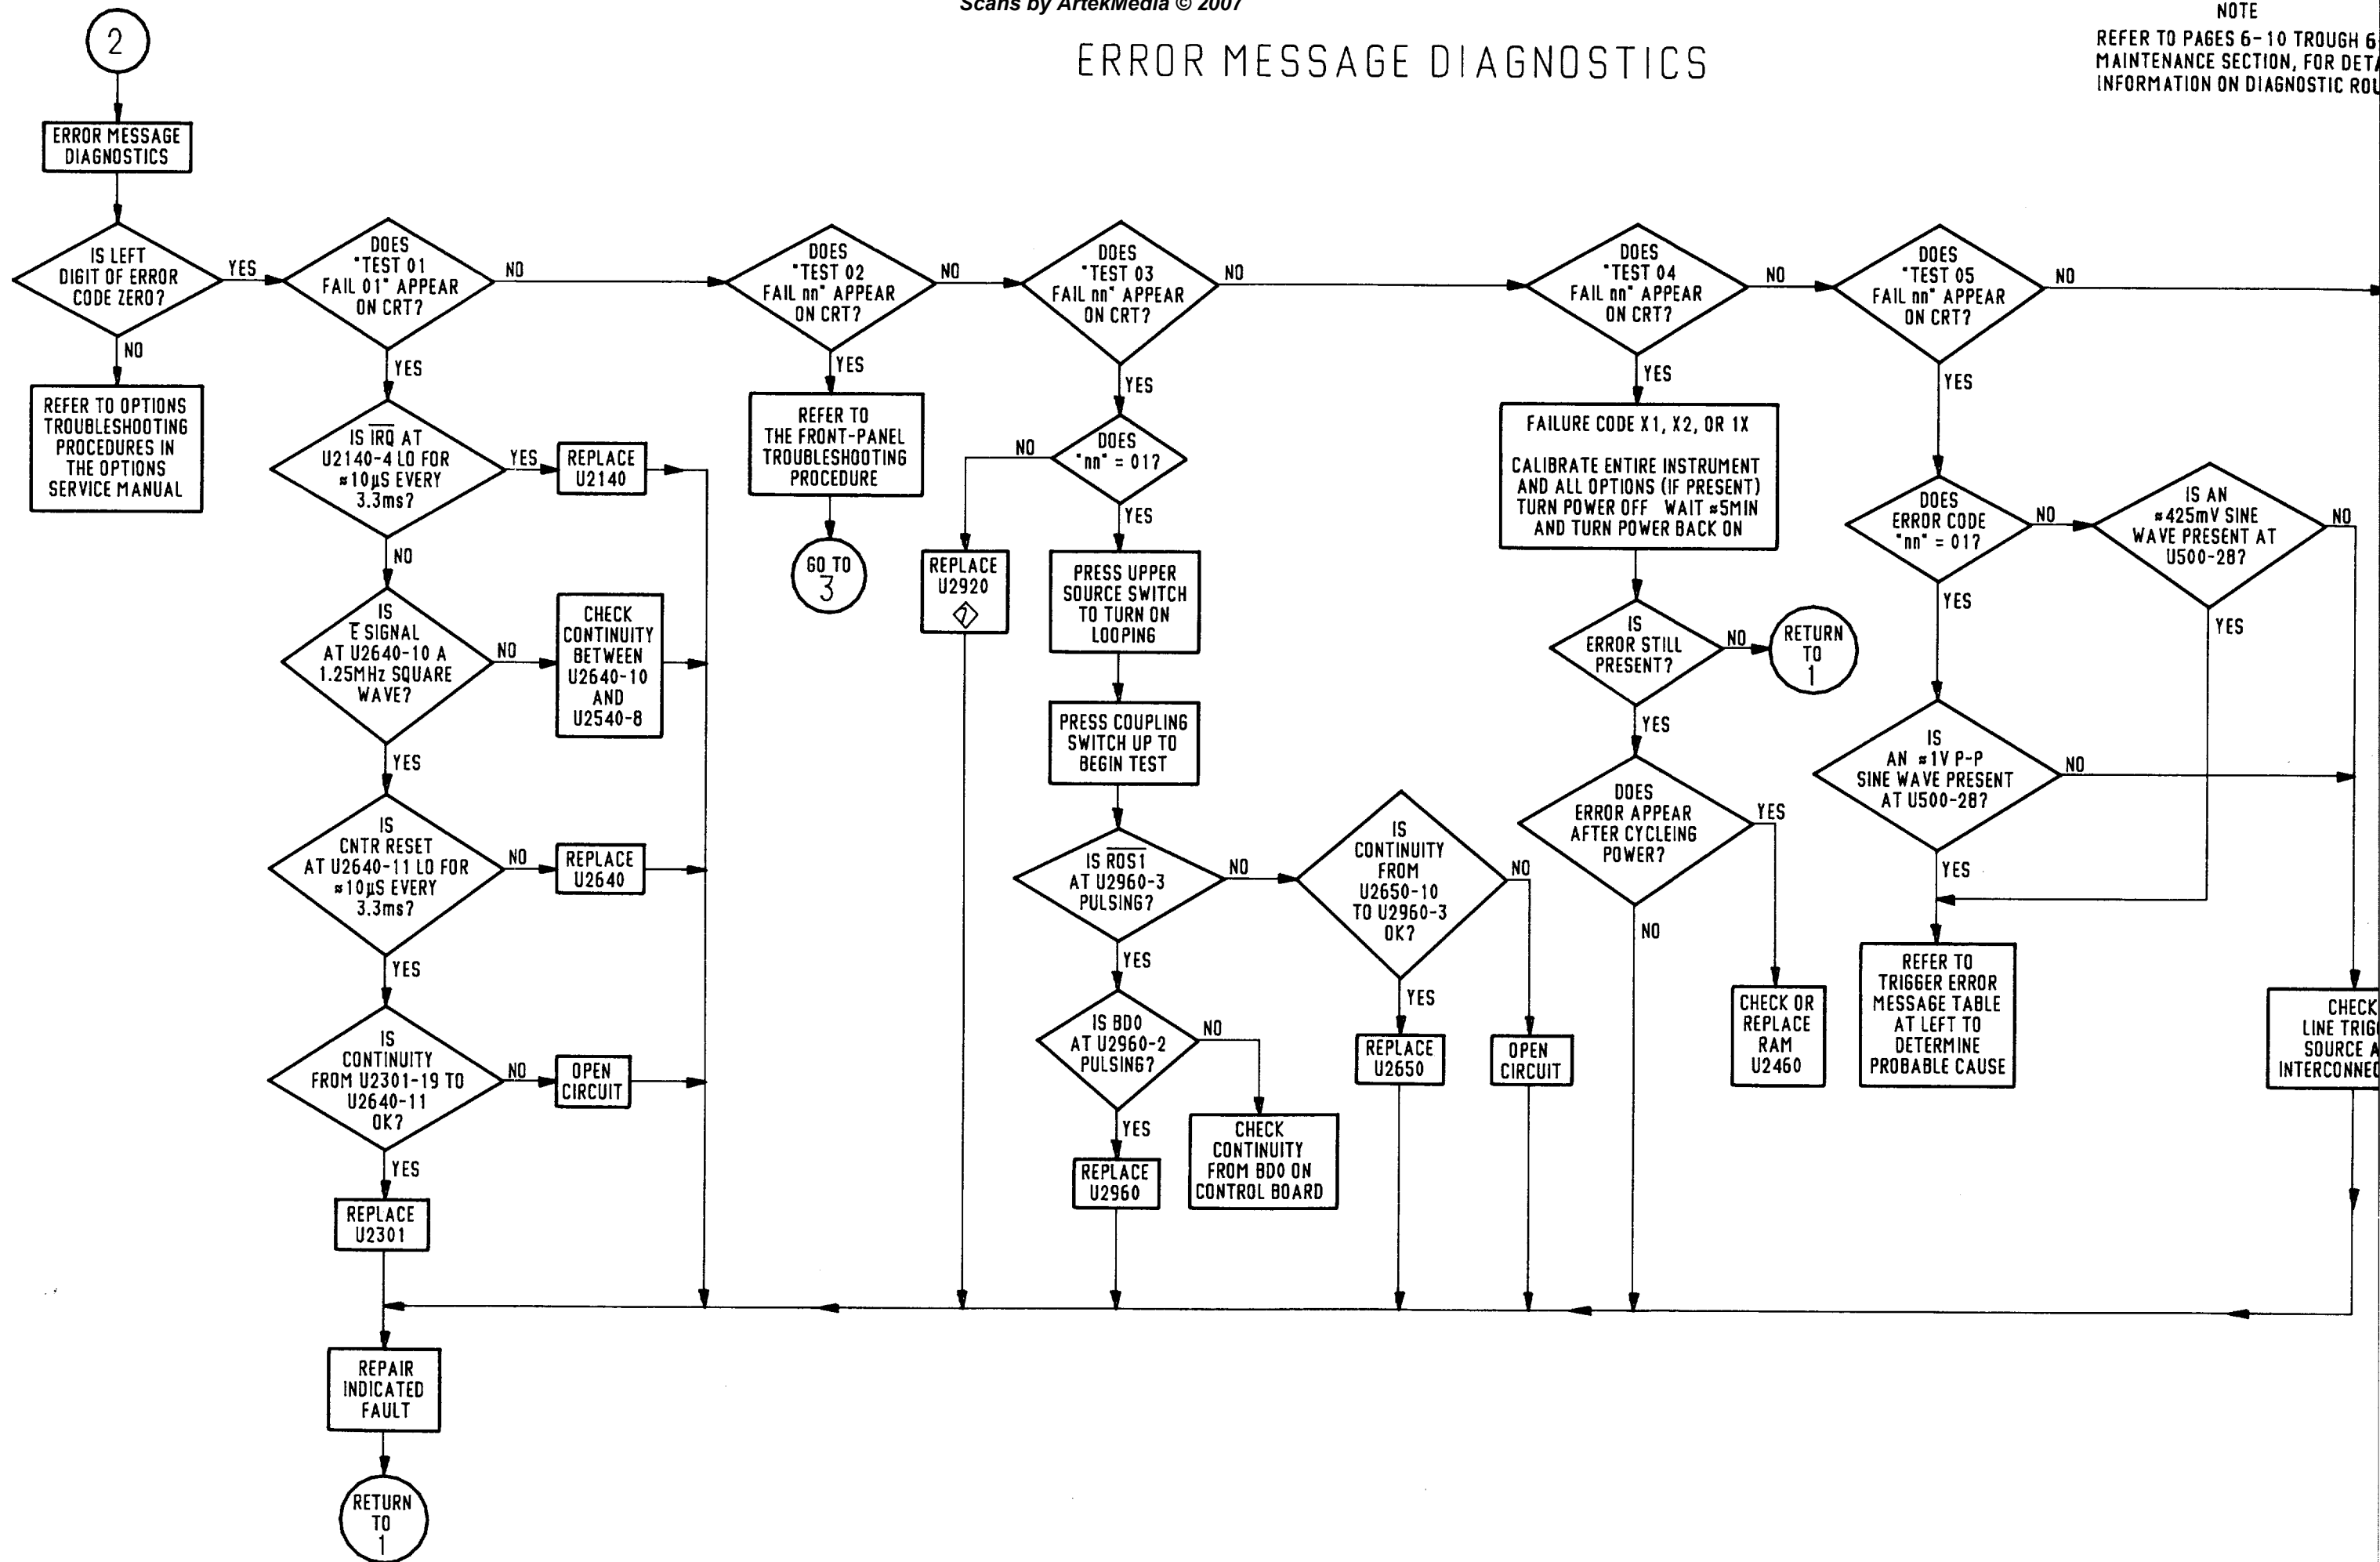 Scans by ArtekMedia © 2007
ERROR MESSAGE DIAGNOSTICS
NOTE
REFER TO PAGES 6-10 TROUGH 6-
MAINTENANCE SECTION, FOR
INFORMATION ON DIAGNOSTIC
2
ERROR MESSAGE
DIAGNOSTICS
IS LEFT
DIGIT OF ERROR
CODE ZERO?
YES
NO
REFER TO OPTIONS
TROUBLESHOOTING
PROCEDURES IN
THE OPTIONS
SERVICE MANUAL
DOES
"TEST 01
FAIL 01" APPEAR
ON CRT?
NO
YES
IS I̅R̅Q̅ AT
U2140-4 LO FOR
≈10µS EVERY
3.3ms?
YES
REPLACE
U2140
NO
IS
E̅ SIGNAL
AT U2640-10 A
1.25MHz SQUARE
WAVE?
NO
CHECK
CONTINUITY
BETWEEN
U2640-10
AND
U2540-8
YES
IS
CNTR RESET
AT U2640-11 LO FOR
≈10µS EVERY
3.3ms?
NO
REPLACE
U2640
YES
IS
CONTINUITY
FROM U2301-19 TO
U2640-11
OK?
NO
OPEN
CIRCUIT
YES
REPLACE
U2301
REPAIR
INDICATED
FAULT
RETURN
TO
1
DOES
"TEST 02
FAIL nn" APPEAR
ON CRT?
NO
YES
REFER TO
THE FRONT-PANEL
TROUBLESHOOTING
PROCEDURE
GO TO
3
DOES
"TEST 03
FAIL nn" APPEAR
ON CRT?
NO
YES
DOES
"nn" = 01?
NO
REPLACE
U2920
7
YES
PRESS UPPER
SOURCE SWITCH
TO TURN ON
LOOPING
PRESS COUPLING
SWITCH UP TO
BEGIN TEST
IS R̅O̅S̅1̅
AT U2960-3
PULSING?
NO
IS
CONTINUITY
FROM
U2650-10
TO U2960-3
OK?
NO
YES
REPLACE
U2650
OPEN
CIRCUIT
YES
IS BD0
AT U2960-2
PULSING?
NO
CHECK
CONTINUITY
FROM BD0 ON
CONTROL BOARD
YES
REPLACE
U2960
DOES
"TEST 04
FAIL nn" APPEAR
ON CRT?
NO
YES
FAILURE CODE X1, X2, OR 1X
CALIBRATE ENTIRE INSTRUMENT
AND ALL OPTIONS (IF PRESENT)
TURN POWER OFF WAIT ≈5MIN
AND TURN POWER BACK ON
IS
ERROR STILL
PRESENT?
NO
RETURN
TO
1
YES
DOES
ERROR APPEAR
AFTER CYCLEING
POWER?
YES
NO
CHECK OR
REPLACE
RAM
U2460
DOES
"TEST 05
FAIL nn" APPEAR
ON CRT?
NO
YES
DOES
ERROR CODE
"nn" = 01?
NO
IS AN
≈425mV SINE
WAVE PRESENT AT
U500-28?
NO
YES
YES
IS
AN ≈1V P-P
SINE WAVE PRESENT
AT U500-28?
NO
YES
REFER TO
TRIGGER ERROR
MESSAGE TABLE
AT LEFT TO
DETERMINE
PROBABLE CAUSE
CHECK
LINE
SOURCE